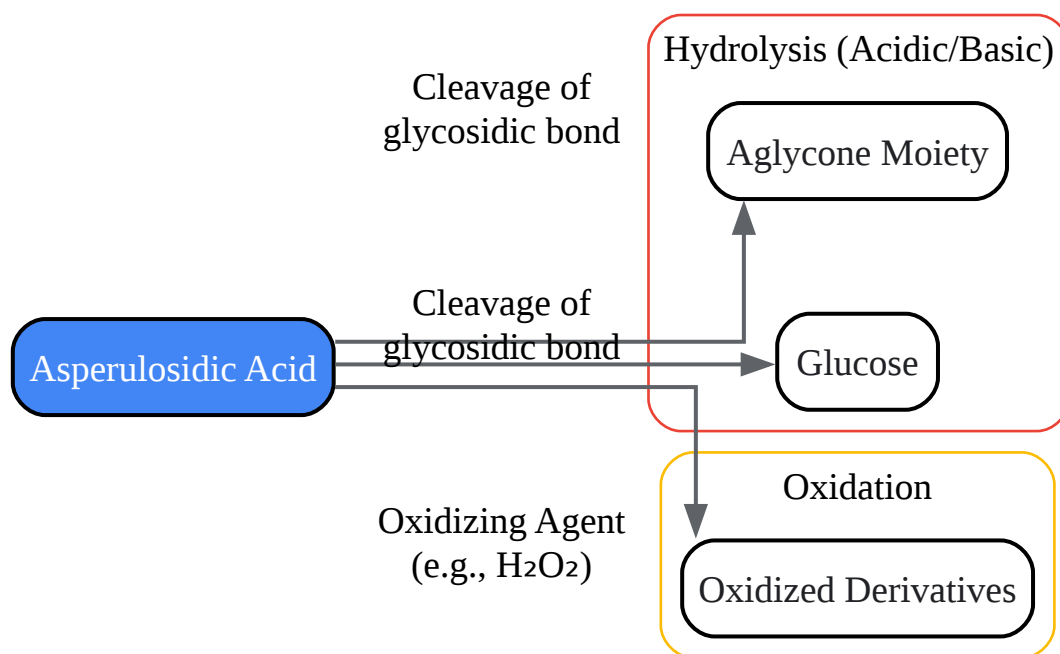 Hydrolysis (Acidic/Basic)
Cleavage of
glycosidic bond
Aglycone Moiety
Cleavage of
glycosidic bond
Asperulosidic Acid
Glucose
Oxidation
Oxidizing Agent
(e.g., H₂O₂)
Oxidized Derivatives